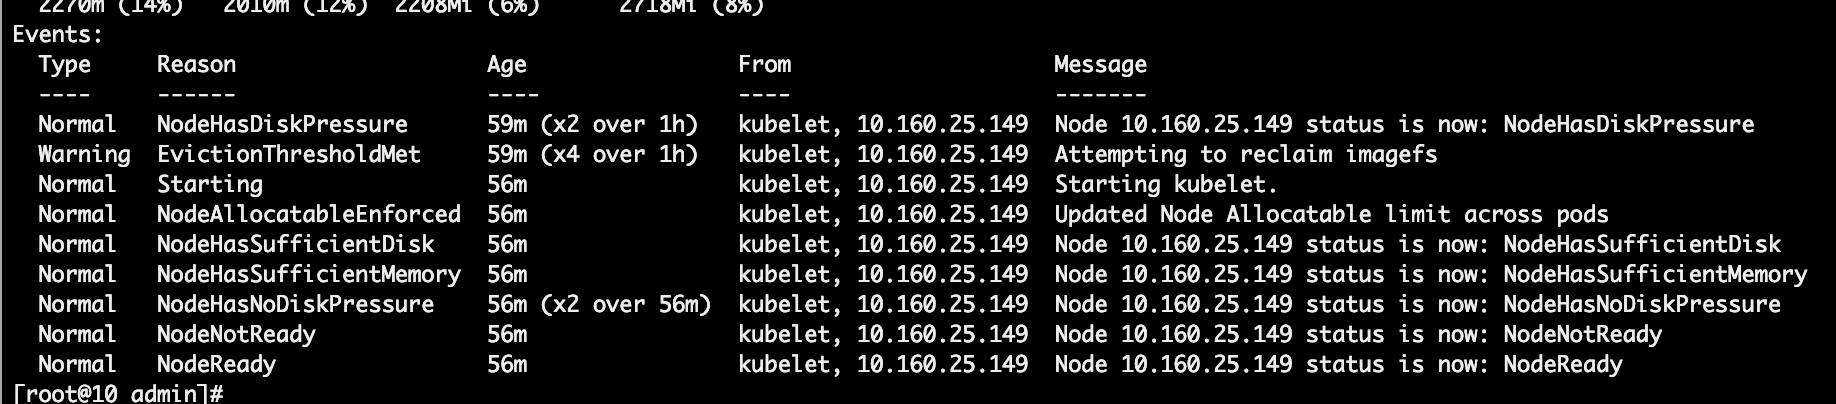 2270m (14%)   2010m (12%)  2208Mi (6%)      2718Mi (8%)
Events:
  Type     Reason                   Age                 From                    Message
  ----     ------                   ----                ----                    -------
  Normal   NodeHasDiskPressure      59m (x2 over 1h)   kubelet, 10.160.25.149  Node 10.160.25.149 status is now: NodeHasDiskPressure
  Warning  EvictionThresholdMet     59m (x4 over 1h)   kubelet, 10.160.25.149  Attempting to reclaim imagefs
  Normal   Starting                 56m                kubelet, 10.160.25.149  Starting kubelet.
  Normal   NodeAllocatableEnforced  56m                kubelet, 10.160.25.149  Updated Node Allocatable limit across pods
  Normal   NodeHasSufficientDisk    56m                kubelet, 10.160.25.149  Node 10.160.25.149 status is now: NodeHasSufficientDisk
  Normal   NodeHasSufficientMemory  56m                kubelet, 10.160.25.149  Node 10.160.25.149 status is now: NodeHasSufficientMemory
  Normal   NodeHasNoDiskPressure    56m (x2 over 56m)  kubelet, 10.160.25.149  Node 10.160.25.149 status is now: NodeHasNoDiskPressure
  Normal   NodeNotReady             56m                kubelet, 10.160.25.149  Node 10.160.25.149 status is now: NodeNotReady
  Normal   NodeReady                56m                kubelet, 10.160.25.149  Node 10.160.25.149 status is now: NodeReady
[root@10 admin]#